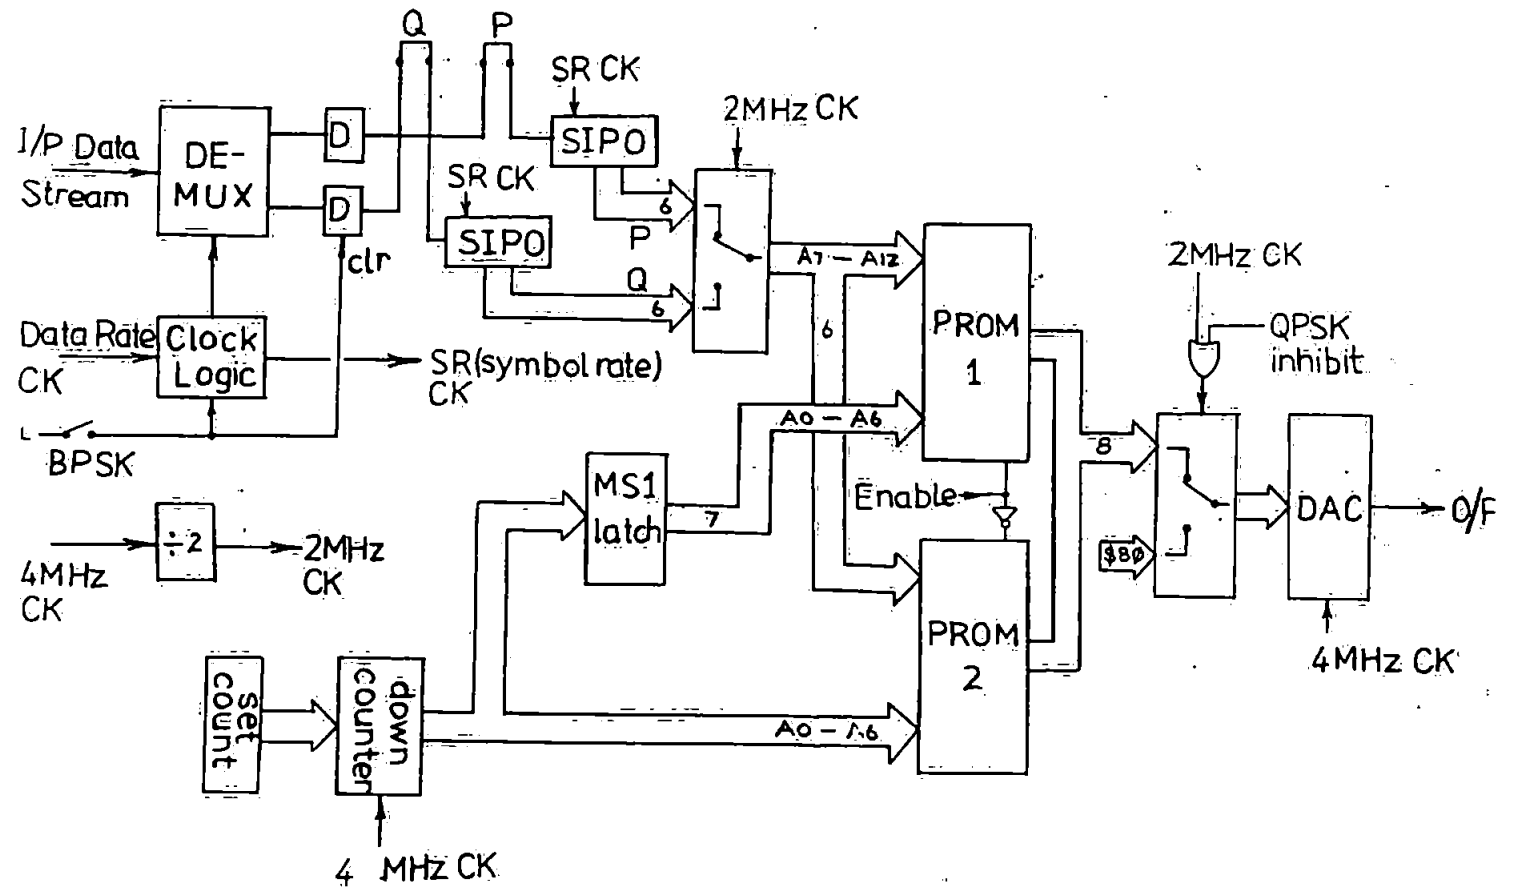 Q
P
SR CK
2MHz CK
I/P Data
Stream
DE-
MUX
D
SIPO
SR CK
D
SIPO
6
P
clr
Q
6
A7 - A12
2MHz CK
Data Rate
CK
Clock
Logic
SR(symbol rate)
CK
6
PROM
1
QPSK
inhibit
L
BPSK
A0 - A6
8
MS1
latch
7
Enable
DAC
O/F
$80
÷2
4MHz
CK
2MHz
CK
PROM
2
4MHz CK
set
count
down
counter
A0 - A6
4 MHz CK